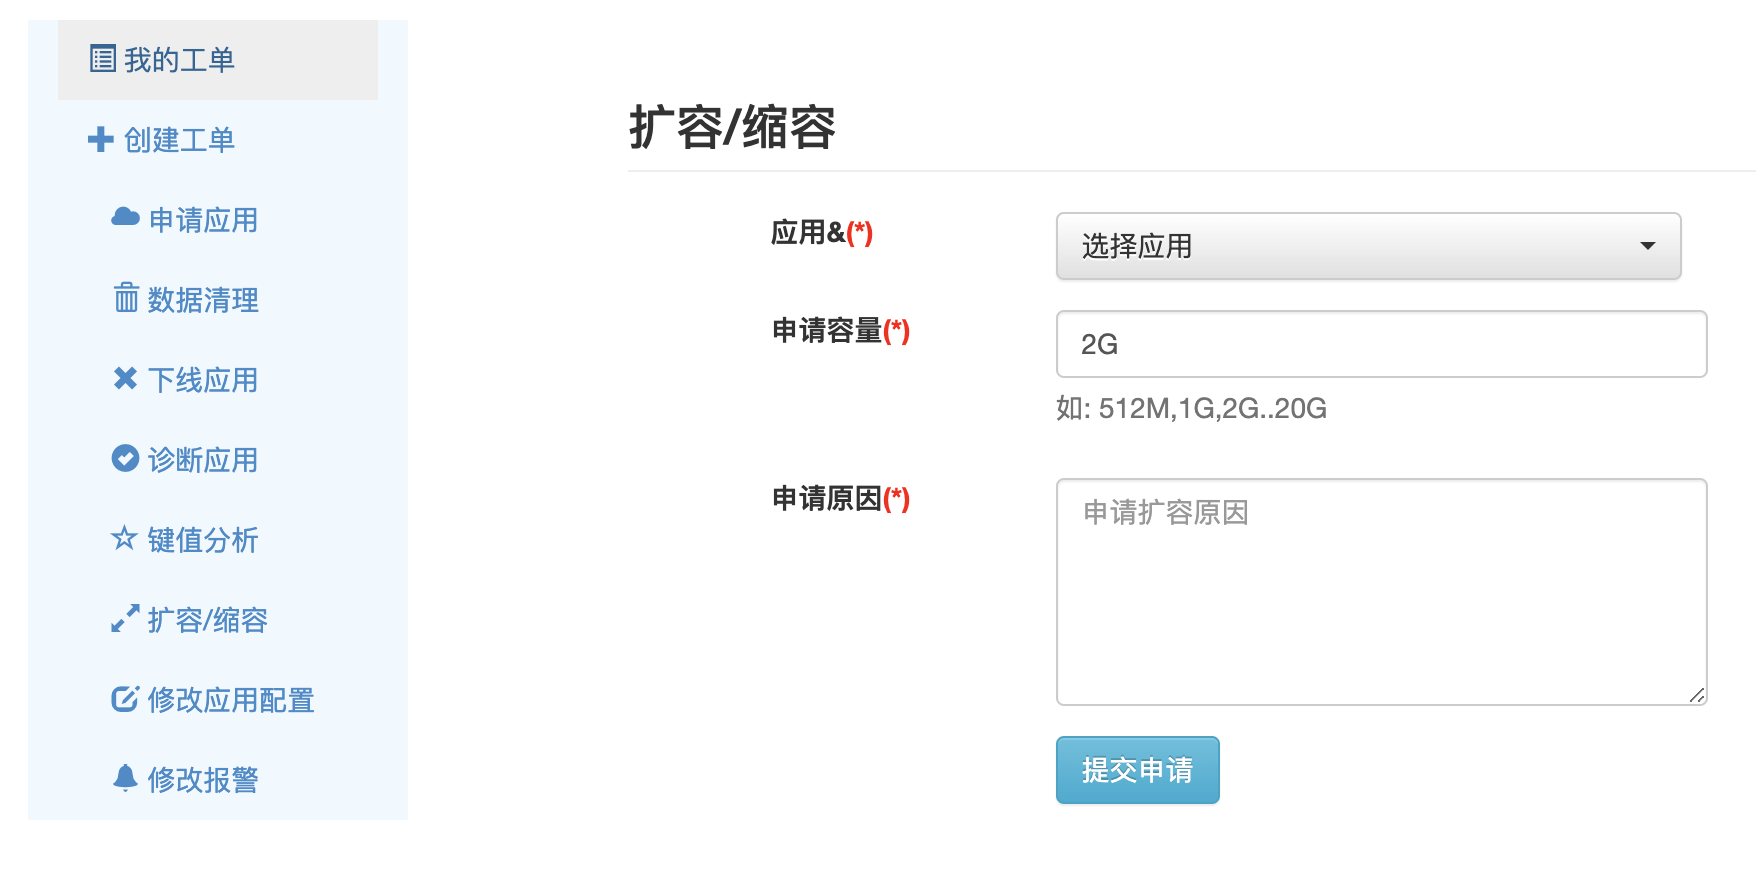 我的工单
创建工单
申请应用
数据清理
下线应用
诊断应用
键值分析
扩容/缩容
修改应用配置
修改报警
扩容/缩容
应用&(*)
选择应用
申请容量(*)
2G
如: 512M,1G,2G..20G
申请原因(*)
申请扩容原因
提交申请